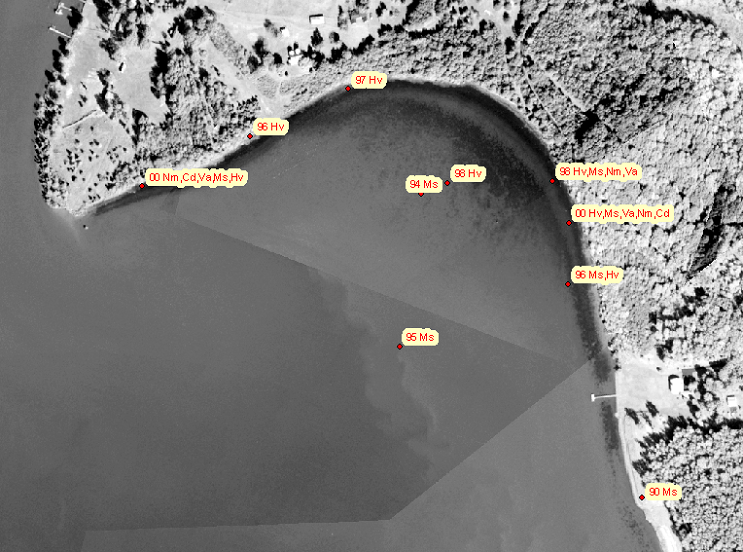 97 Hv
96 Hv
00 Nm,Cd,Va,Ms,Hv
98 Hv
94 Ms
98 Hv,Ms,Nm,Va
00 Hv,Ms,Va,Nm,Cd
96 Ms,Hv
95 Ms
90 Ms